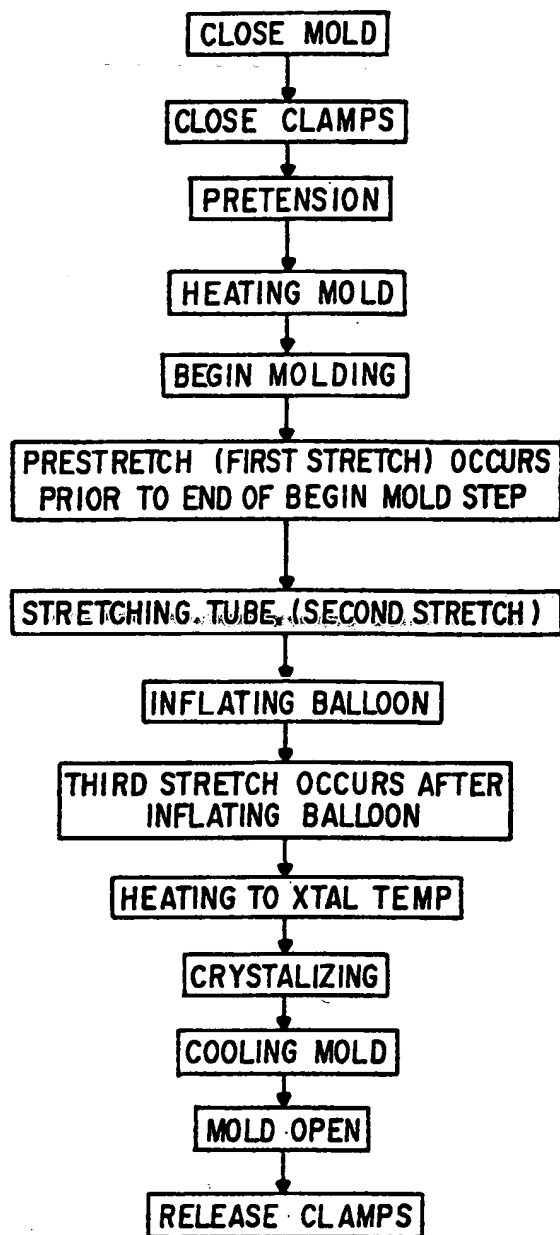 CLOSE MOLD
CLOSE CLAMPS
PRETENSION
HEATING MOLD
BEGIN MOLDING
PRESTRETCH (FIRST STRETCH) OCCURS
PRIOR TO END OF BEGIN MOLD STEP
STRETCHING TUBE (SECOND STRETCH)
INFLATING BALLOON
THIRD STRETCH OCCURS AFTER
INFLATING BALLOON
HEATING TO XTAL TEMP
CRYSTALIZING
COOLING MOLD
MOLD OPEN
RELEASE CLAMPS